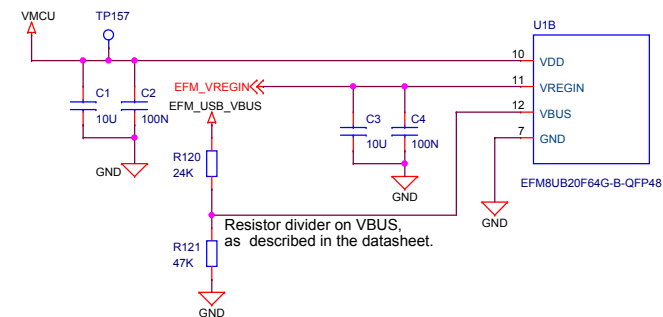 VMCU
TP157
U1B
10
VDD
EFM_VREGIN
11
VREGIN
C1
C2
10U
100N
EFM_USB_VBUS
12
VBUS
C3
C4
10U
100N
7
GND
R120
24K
GND
GND
EFM8UB20F64G-B-QFP48
GND
Resistor divider on VBUS,
as described in the datasheet.
R121
47K
GND